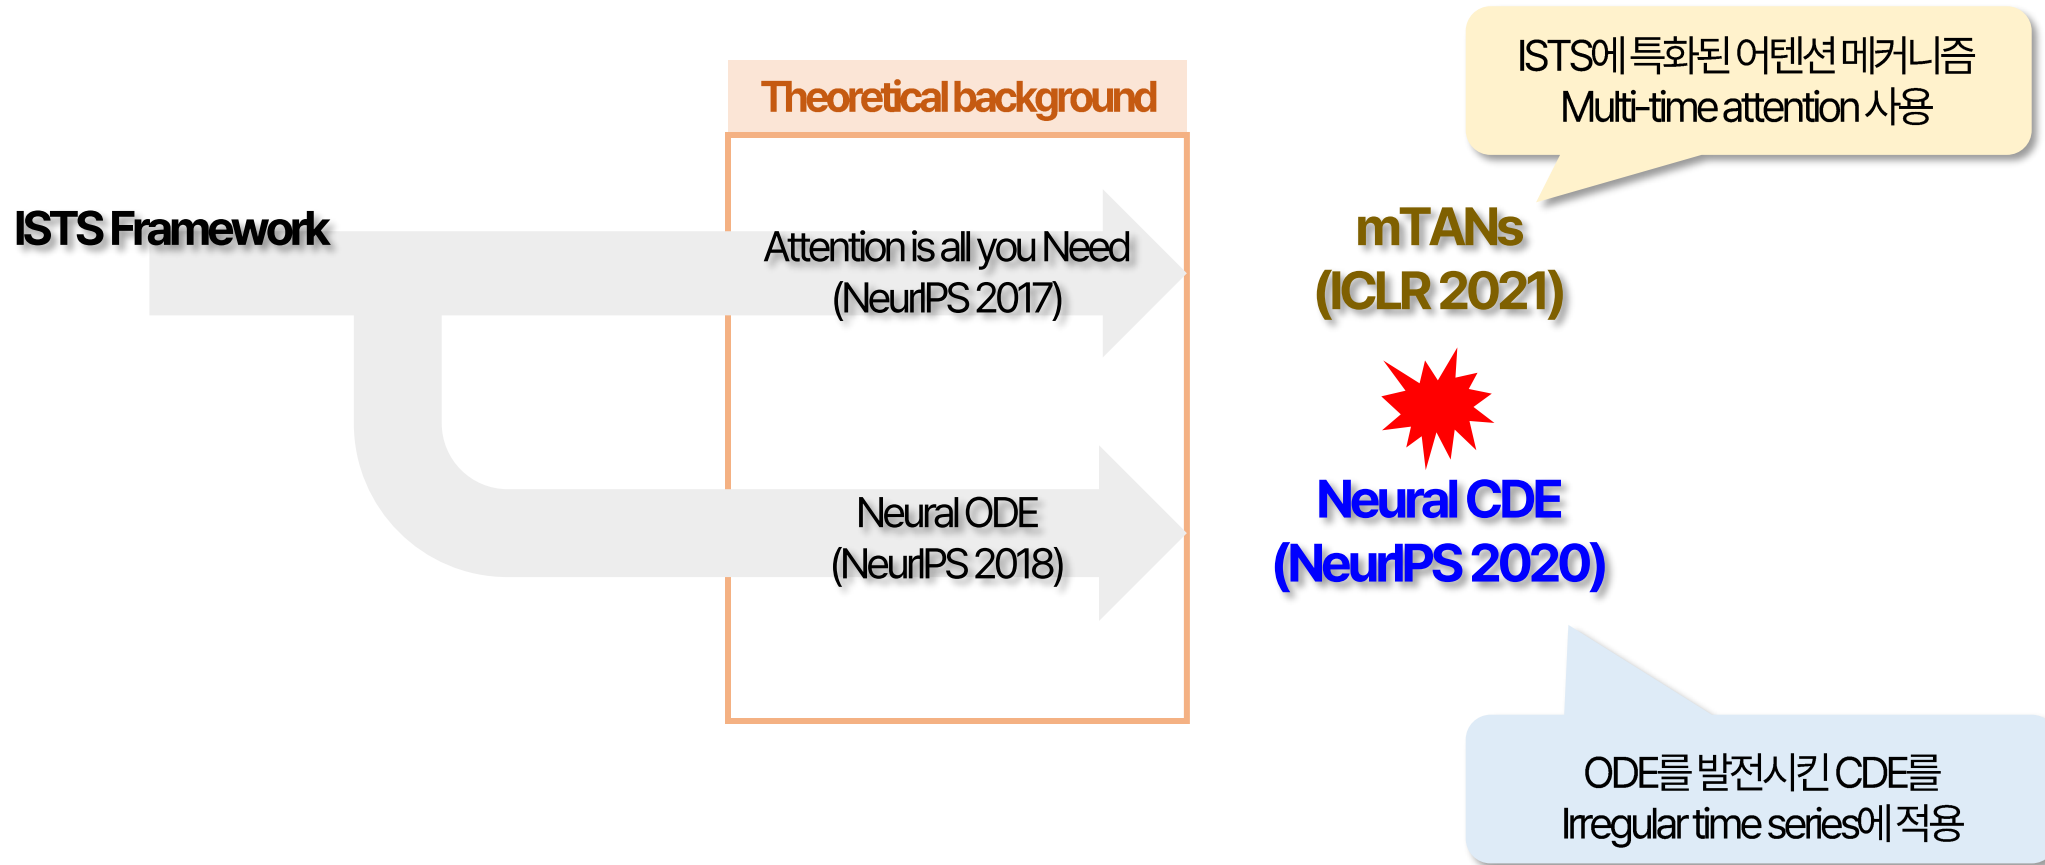 ISTS에 특화된 어텐션 메커니즘
Multi-time attention 사용
Theoretical background
ISTS Framework
Attention is all you Need
(NeurIPS 2017)
mTANs
(ICLR 2021)
Neural ODE
(NeurIPS 2018)
Neural CDE
(NeurIPS 2020)
ODE를 발전시킨 CDE를
Irregular time series에 적용